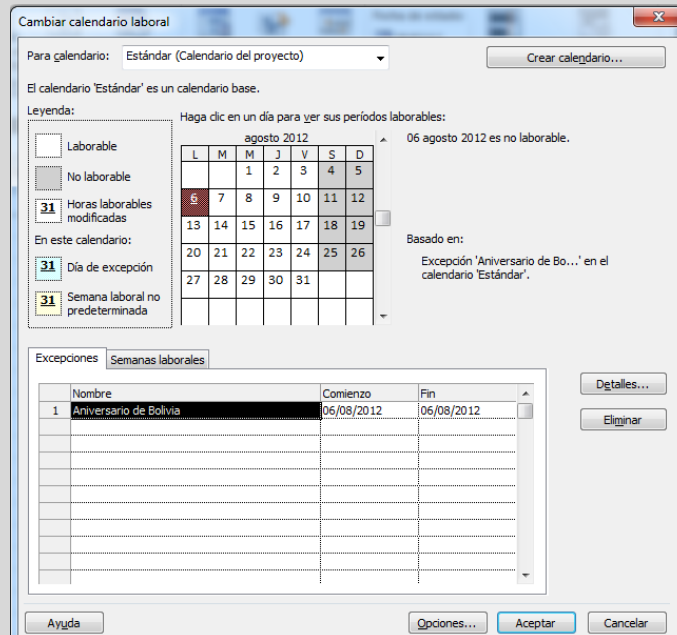 Cambiar calendario laboral
Para calendario: Estándar (Calendario del proyecto)
Crear calendario...
El calendario 'Estándar' es un calendario base.
Leyenda:
Laborable
No laborable
31 Horas laborables
modificadas
En este calendario:
31 Día de excepción
31 Semana laboral no
predeterminada
Haga clic en un día para ver sus períodos laborables:
agosto 2012
L M M J V S D
1 2 3 4 5
6 7 8 9 10 11 12
13 14 15 16 17 18 19
20 21 22 23 24 25 26
27 28 29 30 31
06 agosto 2012 es no laborable.
Basado en:
Excepción 'Aniversario de Bo...' en el
calendario 'Estándar'.
Excepciones Semanas laborales
Nombre Comienzo Fin
1 Aniversario de Bolivia 06/08/2012 06/08/2012
Detalles...
Eliminar
Ayuda Opciones... Aceptar Cancelar